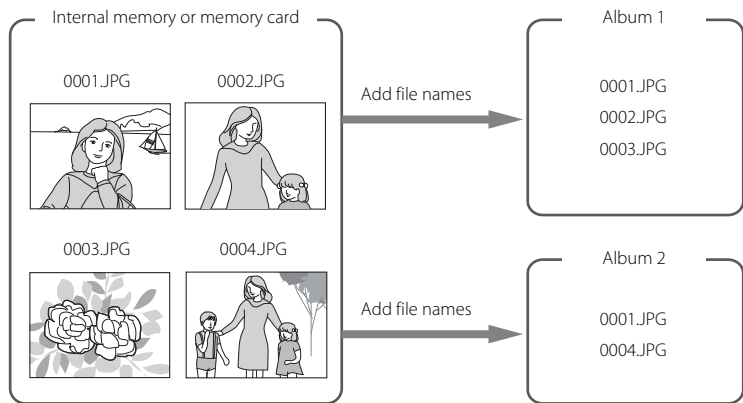 Internal memory or memory card
0001.JPG 0002.JPG
0003.JPG 0004.JPG
Add file names
Album 1
0001.JPG
0002.JPG
0003.JPG
Add file names
Album 2
0001.JPG
0004.JPG